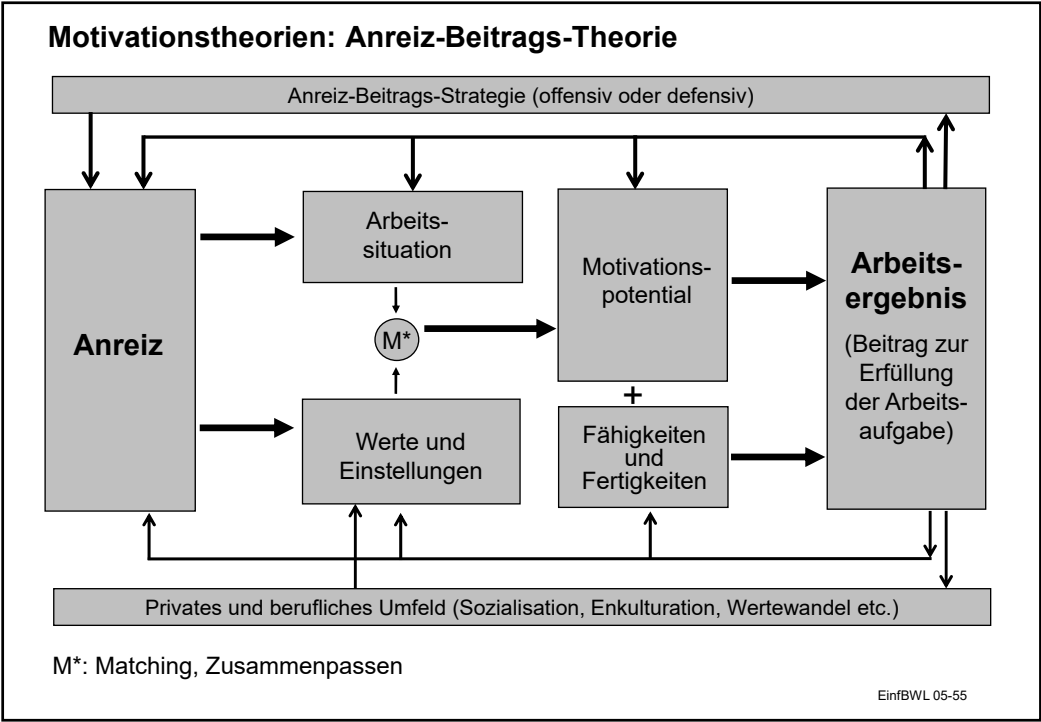 Motivationstheorien: Anreiz-Beitrags-Theorie
Anreiz-Beitrags-Strategie (offensiv oder defensiv)
Anreiz
Arbeits-
situation
M*
Werte und
Einstellungen
Motivations-
potential
+
Fähigkeiten
und
Fertigkeiten
Arbeits-
ergebnis
(Beitrag zur
Erfüllung
der Arbeits-
aufgabe)
Privates und berufliches Umfeld (Sozialisation, Enkulturation, Wertewandel etc.)
M*: Matching, Zusammenpassen
EinfBWL 05-55